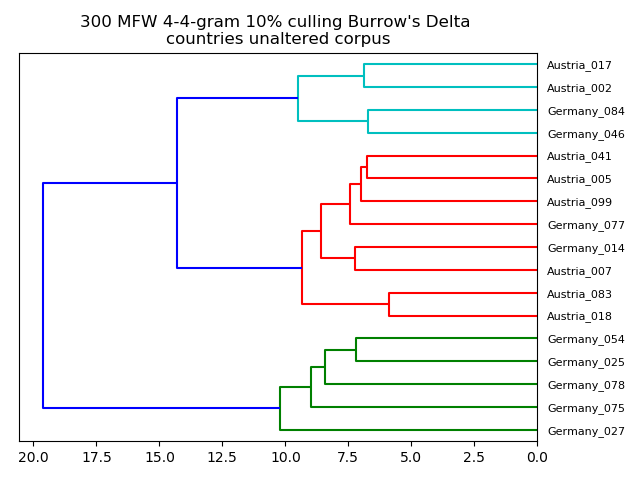 300 MFW 4-4-gram 10% culling Burrow's Delta
countries unaltered corpus
Austria_017
Austria_002
Germany_084
Germany_046
Austria_041
Austria_005
Austria_099
Germany_077
Germany_014
Austria_007
Austria_083
Austria_018
Germany_054
Germany_025
Germany_078
Germany_075
Germany_027
20.0 17.5 15.0 12.5 10.0 7.5 5.0 2.5 0.0